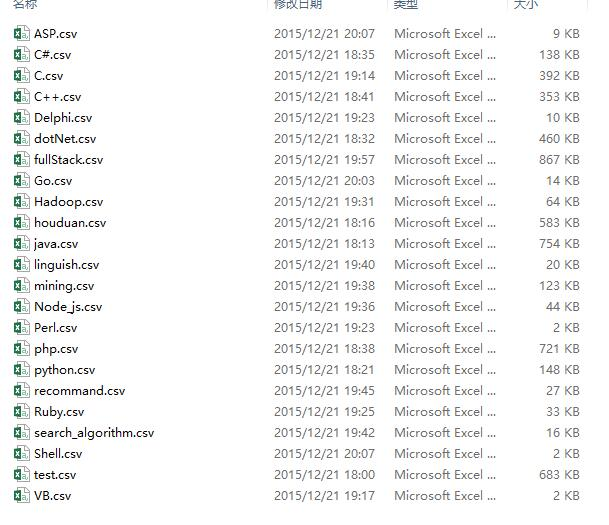 名称 修改日期 类型 大小
ASP.csv 2015/12/21 20:07 Microsoft Excel ... 9 KB
C#.csv 2015/12/21 18:35 Microsoft Excel ... 138 KB
C.csv 2015/12/21 19:14 Microsoft Excel ... 392 KB
C++.csv 2015/12/21 18:41 Microsoft Excel ... 353 KB
Delphi.csv 2015/12/21 19:23 Microsoft Excel ... 10 KB
dotNet.csv 2015/12/21 18:32 Microsoft Excel ... 460 KB
fullStack.csv 2015/12/21 19:57 Microsoft Excel ... 867 KB
Go.csv 2015/12/21 20:03 Microsoft Excel ... 14 KB
Hadoop.csv 2015/12/21 19:31 Microsoft Excel ... 64 KB
houduan.csv 2015/12/21 18:16 Microsoft Excel ... 583 KB
java.csv 2015/12/21 18:13 Microsoft Excel ... 754 KB
linguish.csv 2015/12/21 19:40 Microsoft Excel ... 20 KB
mining.csv 2015/12/21 19:38 Microsoft Excel ... 123 KB
Node_js.csv 2015/12/21 19:36 Microsoft Excel ... 44 KB
Perl.csv 2015/12/21 19:23 Microsoft Excel ... 2 KB
php.csv 2015/12/21 18:38 Microsoft Excel ... 721 KB
python.csv 2015/12/21 18:21 Microsoft Excel ... 148 KB
recommand.csv 2015/12/21 19:45 Microsoft Excel ... 27 KB
Ruby.csv 2015/12/21 19:25 Microsoft Excel ... 33 KB
search_algorithm.csv 2015/12/21 19:42 Microsoft Excel ... 16 KB
Shell.csv 2015/12/21 20:07 Microsoft Excel ... 2 KB
test.csv 2015/12/21 18:00 Microsoft Excel ... 683 KB
VB.csv 2015/12/21 19:17 Microsoft Excel ... 2 KB